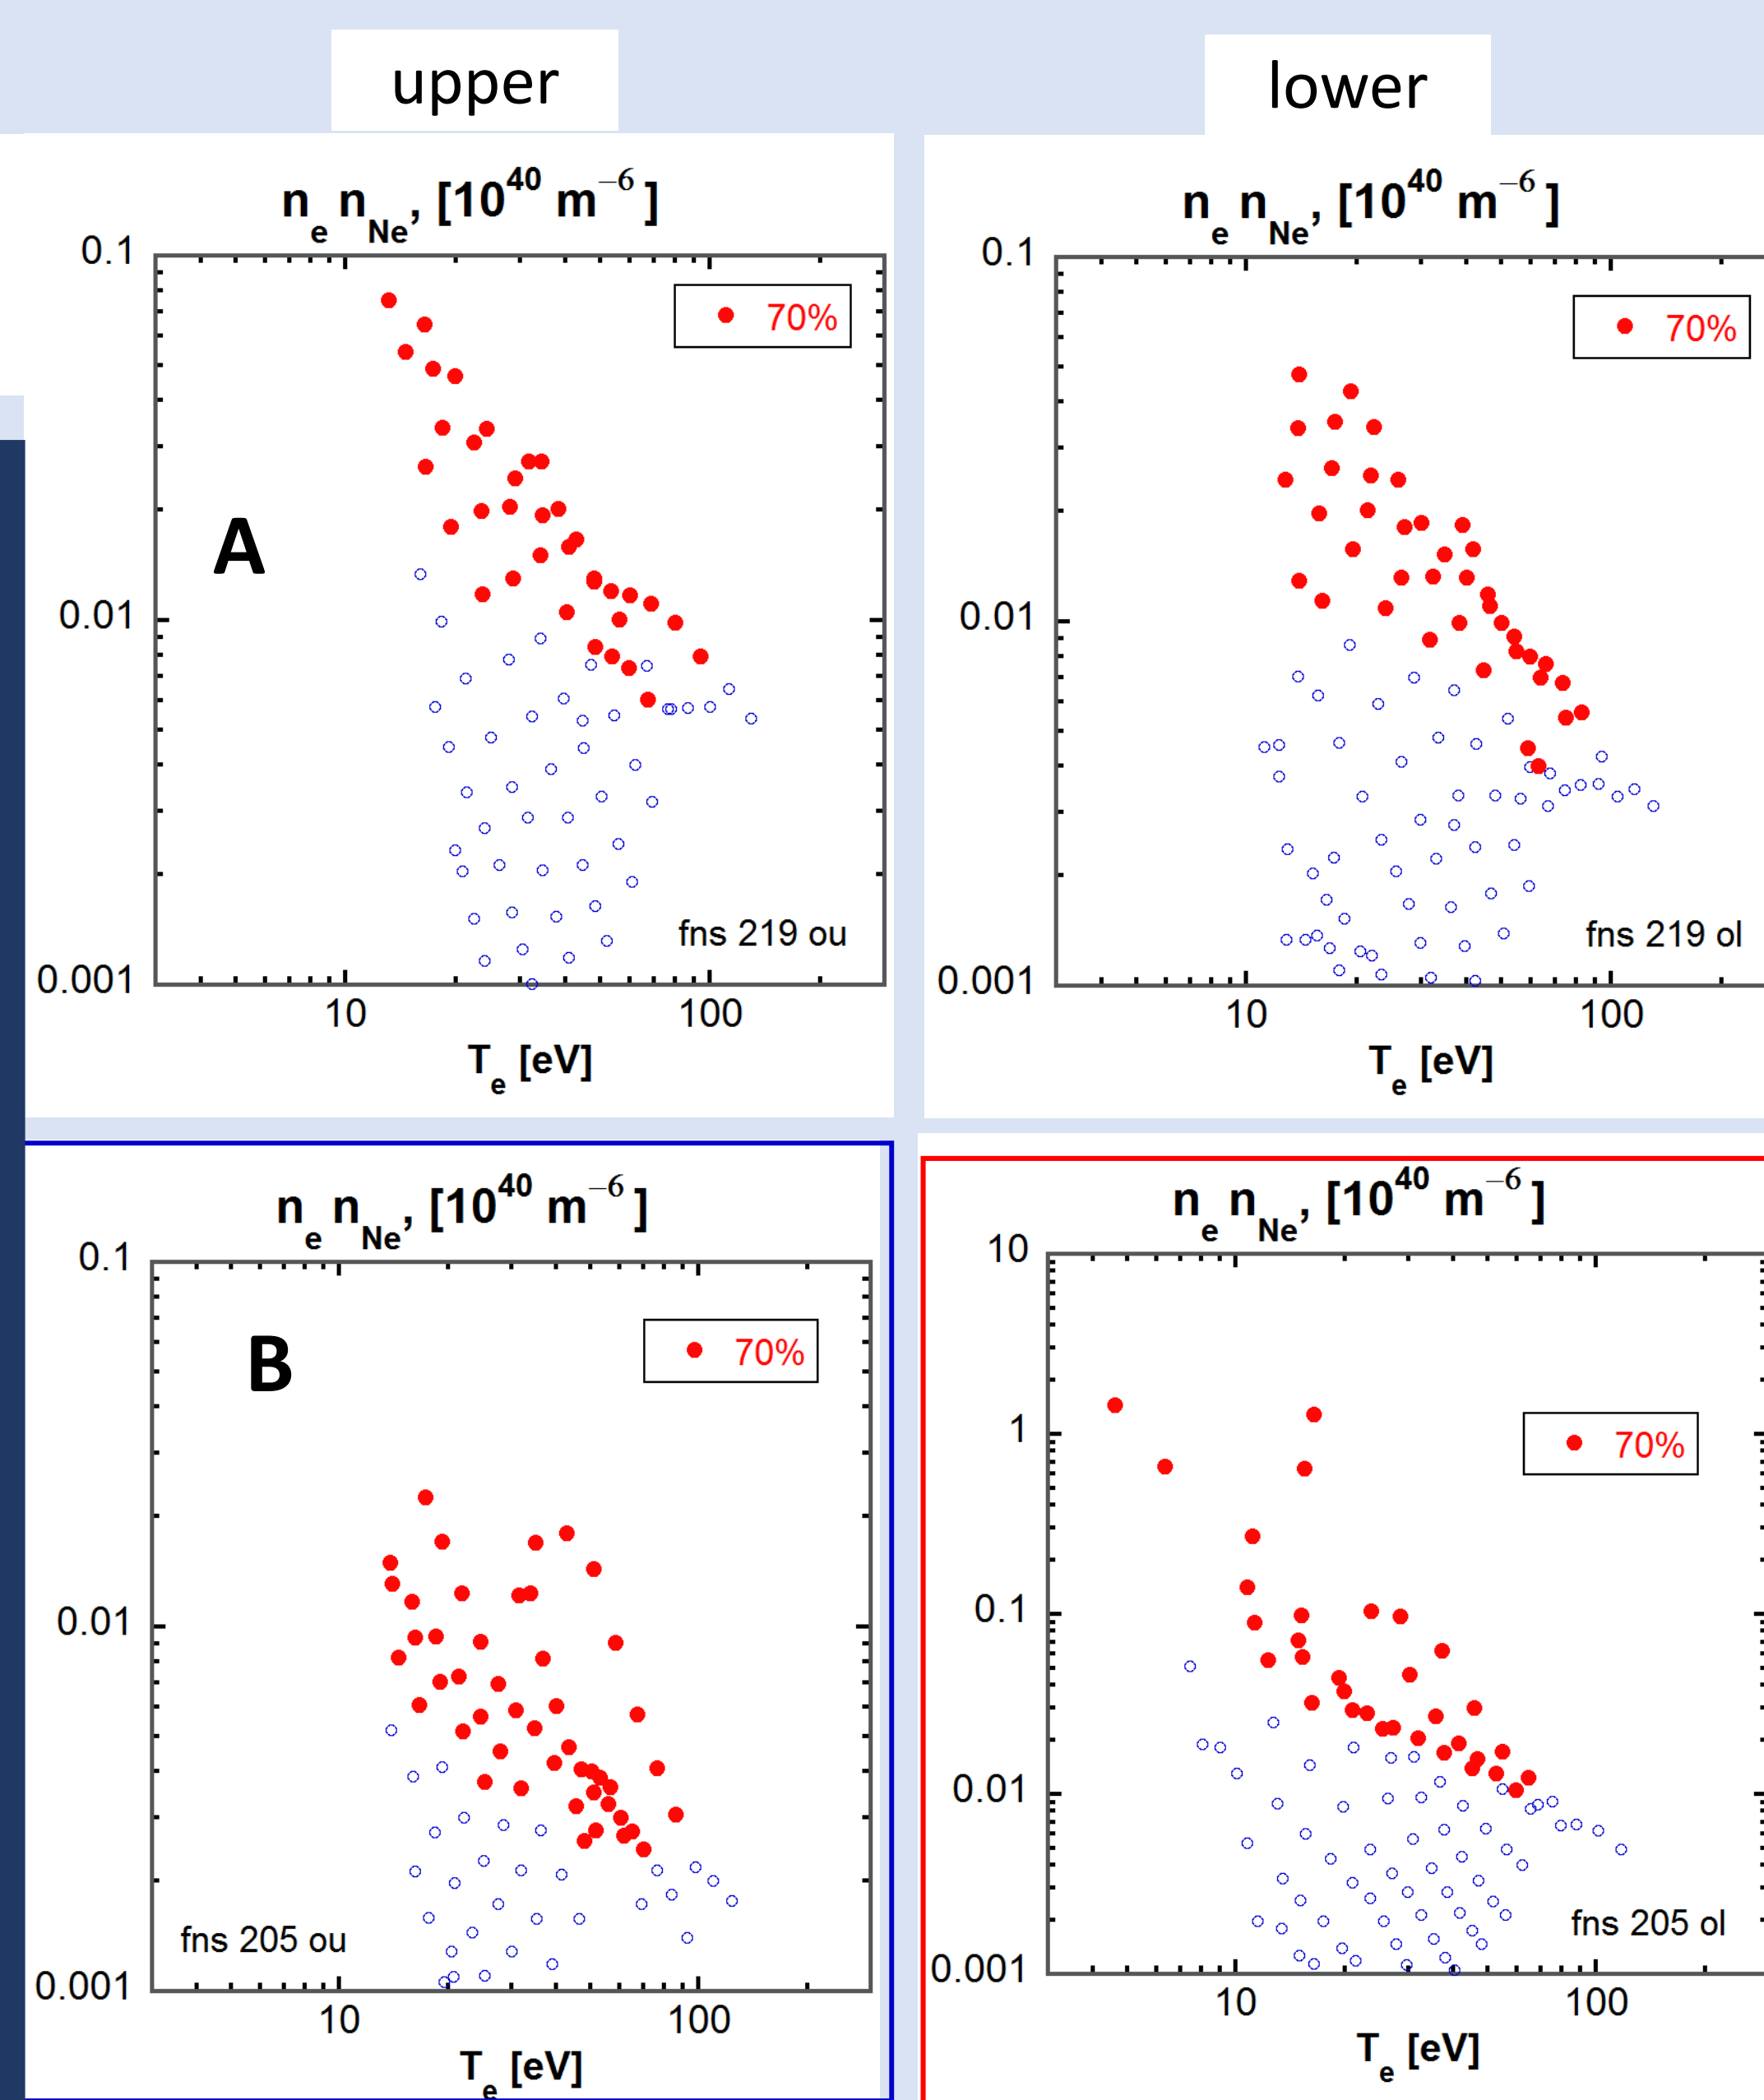 upper
lower
n_e n_Ne, [10^40 m^−6]
0.1
70%
A
0.01
fns 219 ou
0.001
10 100
T_e [eV]
n_e n_Ne, [10^40 m^−6]
0.1
70%
0.01
fns 219 ol
0.001
10 100
T_e [eV]
n_e n_Ne, [10^40 m^−6]
0.1
B
70%
0.01
fns 205 ou
0.001
10 100
T_e [eV]
n_e n_Ne, [10^40 m^−6]
10
1
70%
0.1
0.01
fns 205 ol
0.001
10 100
T_e [eV]